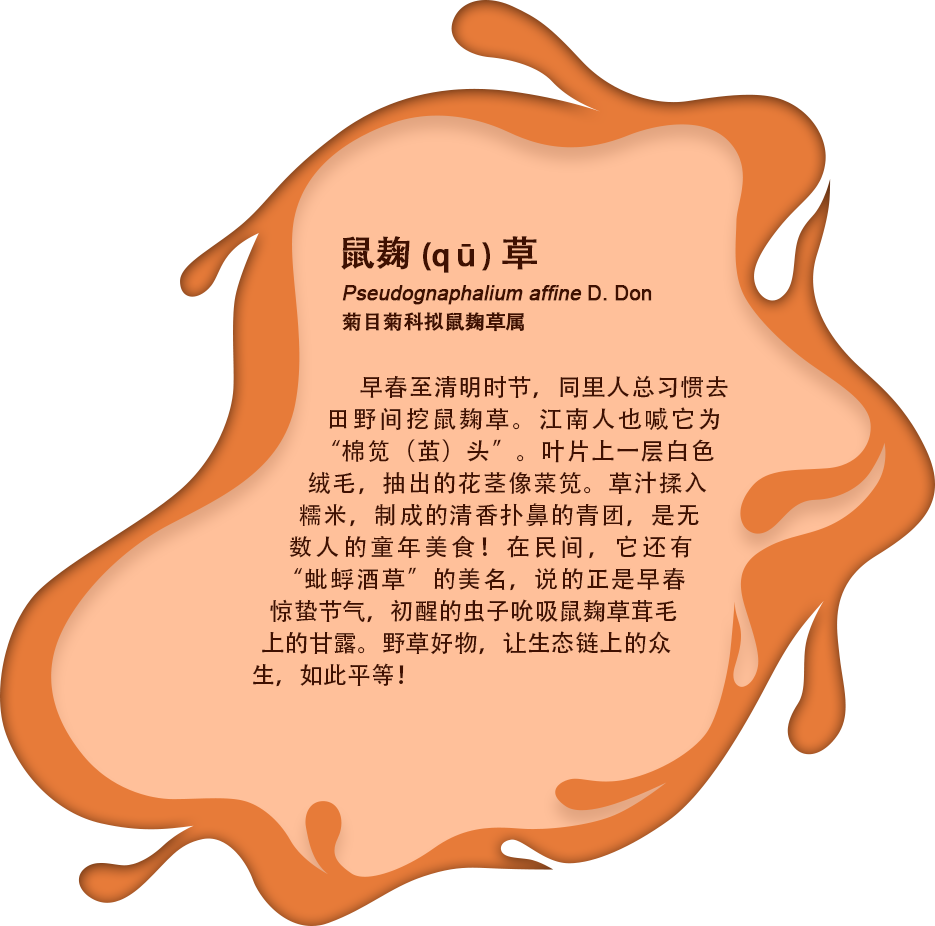 鼠麹(qū)草
Pseudognaphalium affine D. Don
菊目菊科拟鼠麹草属
早春至清明时节，同里人总习惯去
田野间挖鼠麹草。江南人也喊它为
“棉笕（茧）头”。叶片上一层白色
绒毛，抽出的花茎像菜笕。草汁揉入
糯米，制成的清香扑鼻的青团，是无
数人的童年美食！在民间，它还有
“蚍蜉酒草”的美名，说的正是早春
惊蛰节气，初醒的虫子吮吸鼠麹草茸毛
上的甘露。野草好物，让生态链上的众
生，如此平等！